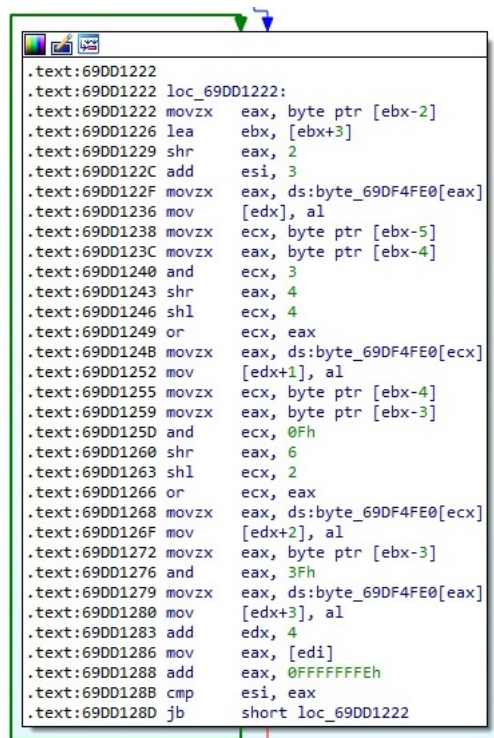 .text:69DD1222
.text:69DD1222 loc_69DD1222:
.text:69DD1222 movzx eax, byte ptr [ebx-2]
.text:69DD1226 lea ebx, [ebx+3]
.text:69DD1229 shr eax, 2
.text:69DD122C add esi, 3
.text:69DD122F movzx eax, ds:byte_69DF4FE0[eax]
.text:69DD1236 mov [edx], al
.text:69DD1238 movzx ecx, byte ptr [ebx-5]
.text:69DD123C movzx eax, byte ptr [ebx-4]
.text:69DD1240 and ecx, 3
.text:69DD1243 shr eax, 4
.text:69DD1246 shl ecx, 4
.text:69DD1249 or ecx, eax
.text:69DD124B movzx eax, ds:byte_69DF4FE0[ecx]
.text:69DD1252 mov [edx+1], al
.text:69DD1255 movzx ecx, byte ptr [ebx-4]
.text:69DD1259 movzx eax, byte ptr [ebx-3]
.text:69DD125D and ecx, 0Fh
.text:69DD1260 shr eax, 6
.text:69DD1263 shl ecx, 2
.text:69DD1266 or ecx, eax
.text:69DD1268 movzx eax, ds:byte_69DF4FE0[ecx]
.text:69DD126F mov [edx+2], al
.text:69DD1272 movzx eax, byte ptr [ebx-3]
.text:69DD1276 and eax, 3Fh
.text:69DD1279 movzx eax, ds:byte_69DF4FE0[eax]
.text:69DD1280 mov [edx+3], al
.text:69DD1283 add edx, 4
.text:69DD1286 mov eax, [edi]
.text:69DD1288 add eax, 0FFFFFFFEh
.text:69DD128B cmp esi, eax
.text:69DD128D jb short loc_69DD1222